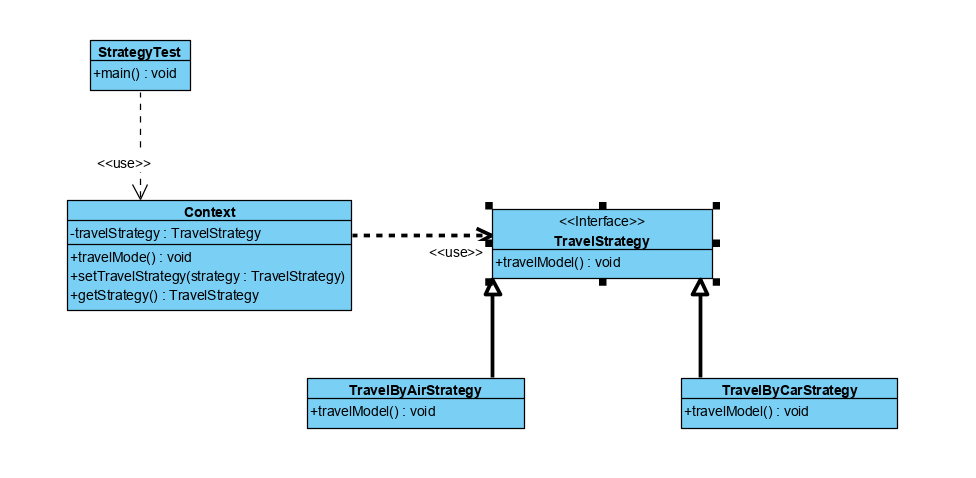 StrategyTest
+main() : void
<<use>>
Context
-travelStrategy : TravelStrategy
+travelMode() : void
+setTravelStrategy(strategy : TravelStrategy)
+getStrategy() : TravelStrategy
<<use>>
<<Interface>>
TravelStrategy
+travelModel() : void
TravelByAirStrategy
+travelModel() : void
TravelByCarStrategy
+travelModel() : void